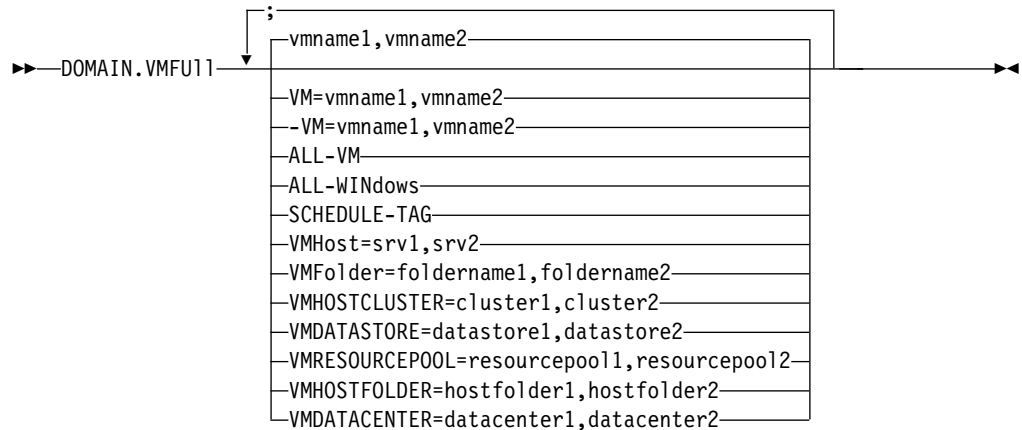 ;
vmname1,vmname2
DOMAIN.VMFUll
VM=vmname1,vmname2
-VM=vmname1,vmname2
ALL-VM
ALL-WINdows
SCHEDULE-TAG
VMHost=srv1,srv2
VMFolder=foldername1,foldername2
VMHOSTCLUSTER=cluster1,cluster2
VMDATASTORE=datastore1,datastore2
VMRESOURCEPOOL=resourcepool1,resourcepool2
VMHOSTFOLDER=hostfolder1,hostfolder2
VMDATACENTER=datacenter1,datacenter2